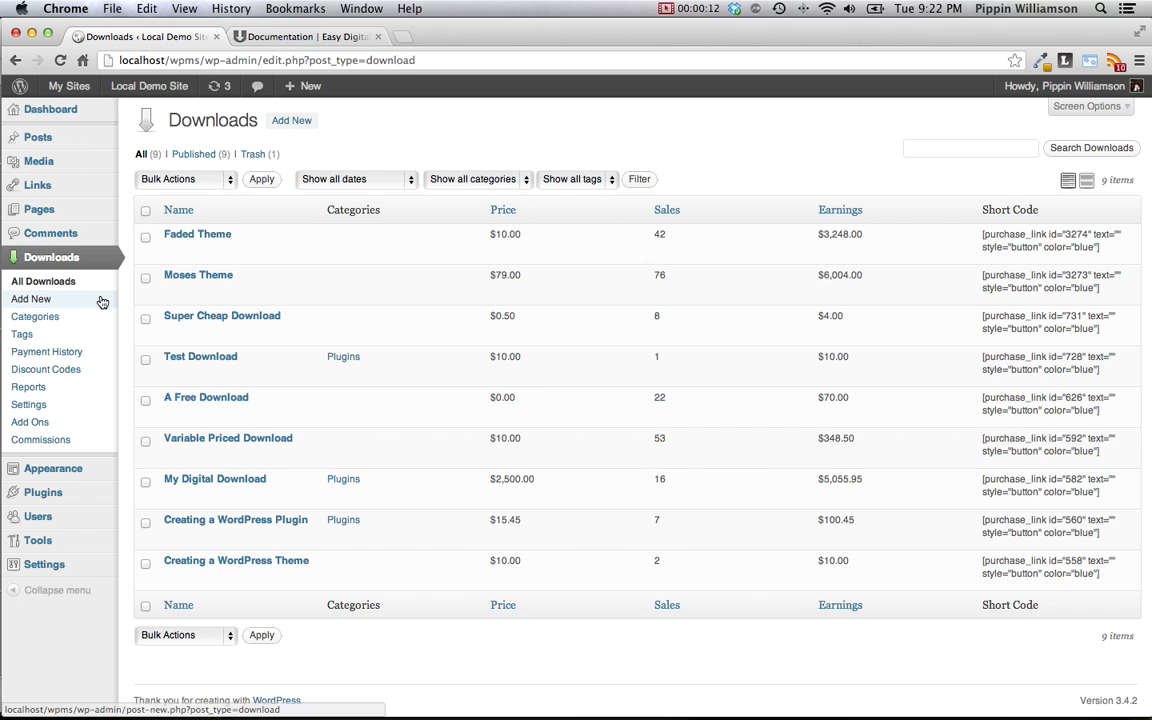 Chrome File Edit View History Bookmarks Window Help 00:00:12 Tue 9:22 PM Pippin Williamson
Downloads ‹ Local Demo Sit × Documentation | Easy Digita ×
localhost/wpms/wp-admin/edit.php?post_type=download 10
My Sites Local Demo Site 3 + New Howdy, Pippin Williamson
Screen Options
Dashboard
Posts
Media
Links
Pages
Comments
Downloads
All Downloads
Add New
Categories
Tags
Payment History
Discount Codes
Reports
Settings
Add Ons
Commissions
Appearance
Plugins
Users
Tools
Settings
Collapse menu
Downloads Add New
All (9) | Published (9) | Trash (1)
Search Downloads
Bulk Actions Apply Show all dates Show all categories Show all tags Filter 9 items
Name Categories Price Sales Earnings Short Code
Faded Theme $10.00 42 $3,248.00 [purchase_link id="3274" text=""
style="button" color="blue"]
Moses Theme $79.00 76 $6,004.00 [purchase_link id="3273" text=""
style="button" color="blue"]
Super Cheap Download $0.50 8 $4.00 [purchase_link id="731" text=""
style="button" color="blue"]
Test Download Plugins $10.00 1 $10.00 [purchase_link id="728" text=""
style="button" color="blue"]
A Free Download $0.00 22 $70.00 [purchase_link id="626" text=""
style="button" color="blue"]
Variable Priced Download $10.00 53 $348.50 [purchase_link id="592" text=""
style="button" color="blue"]
My Digital Download Plugins $2,500.00 16 $5,055.95 [purchase_link id="582" text=""
style="button" color="blue"]
Creating a WordPress Plugin Plugins $15.45 7 $100.45 [purchase_link id="560" text=""
style="button" color="blue"]
Creating a WordPress Theme $10.00 2 $10.00 [purchase_link id="558" text=""
style="button" color="blue"]
Name Categories Price Sales Earnings Short Code
Bulk Actions Apply 9 items
Thank you for creating with WordPress. Version 3.4.2
localhost/wpms/wp-admin/post-new.php?post_type=download